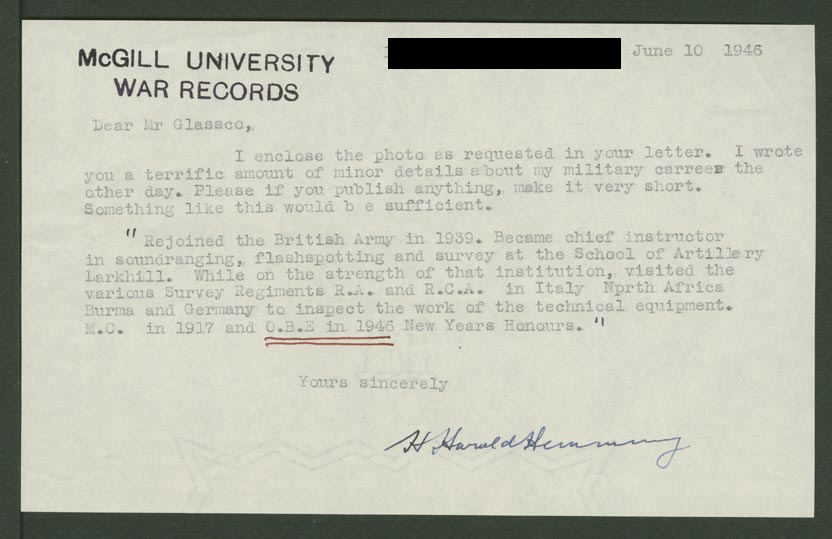 McGILL UNIVERSITY
WAR RECORDS
June 10 1946
Dear Mr Glassco,
I enclose the photo as requested in your letter. I wrote
you a terrific amount of minor details about my military carrees the
other day. Please if you publish anything, make it very short.
Something like this would b e sufficient.
" Rejoined the British Army in 1939. Became chief instructor
in soundranging, flashspotting and survey at the School of Artillery
Larkhill. While on the strength of that institution, visited the
various Survey Regiments R.A. and R.C.A. in Italy Nprth Africa
Burma and Germany to inspect the work of the technical equipment.
M.C. in 1917 and O.B.E in 1946 New Years Honours. "
Yours sincerely
H Harold Hemming